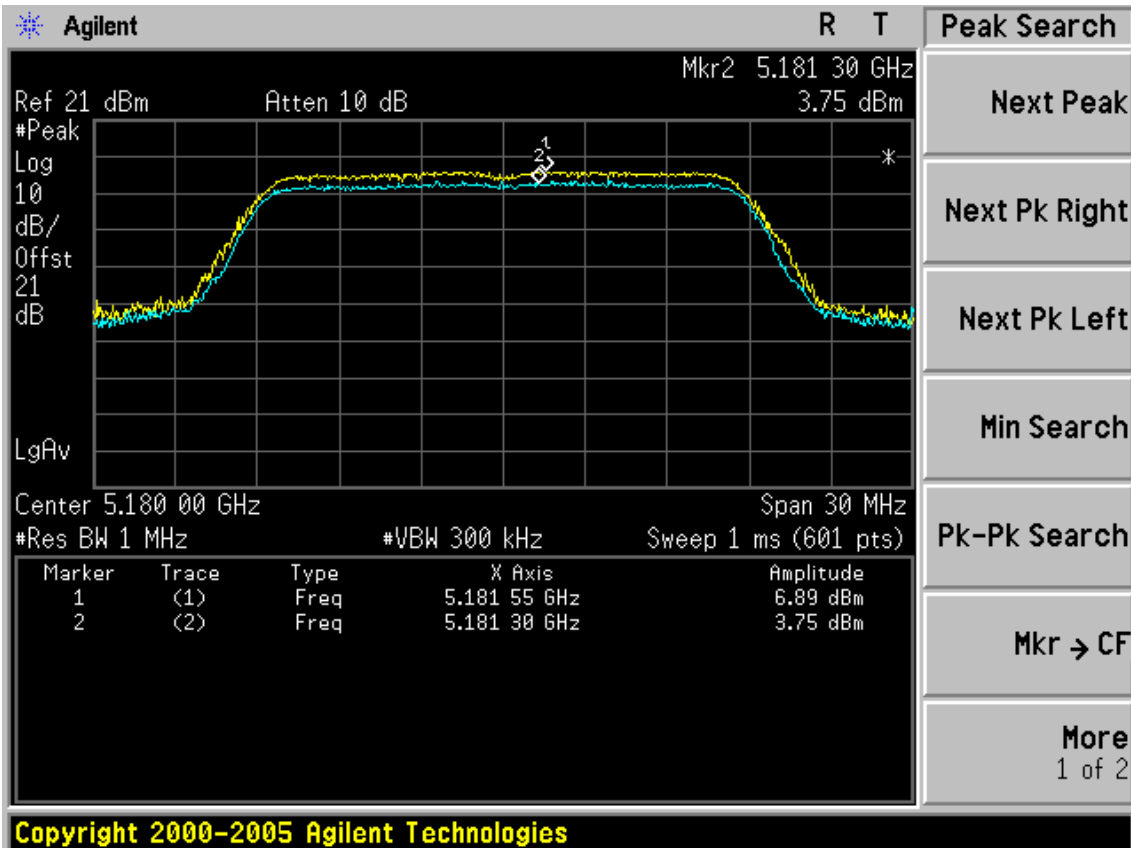 Agilent R T
Peak Search
Mkr2 5.181 30 GHz
Ref 21 dBm Atten 10 dB 3.75 dBm
#Peak
Log
10
dB/
Offst
21
dB
LgAv
1
2
*
Center 5.180 00 GHz Span 30 MHz
#Res BW 1 MHz #VBW 300 kHz Sweep 1 ms (601 pts)
Marker Trace Type X Axis Amplitude
1 (1) Freq 5.181 55 GHz 6.89 dBm
2 (2) Freq 5.181 30 GHz 3.75 dBm
Next Peak
Next Pk Right
Next Pk Left
Min Search
Pk-Pk Search
Mkr → CF
More
1 of 2
Copyright 2000-2005 Agilent Technologies